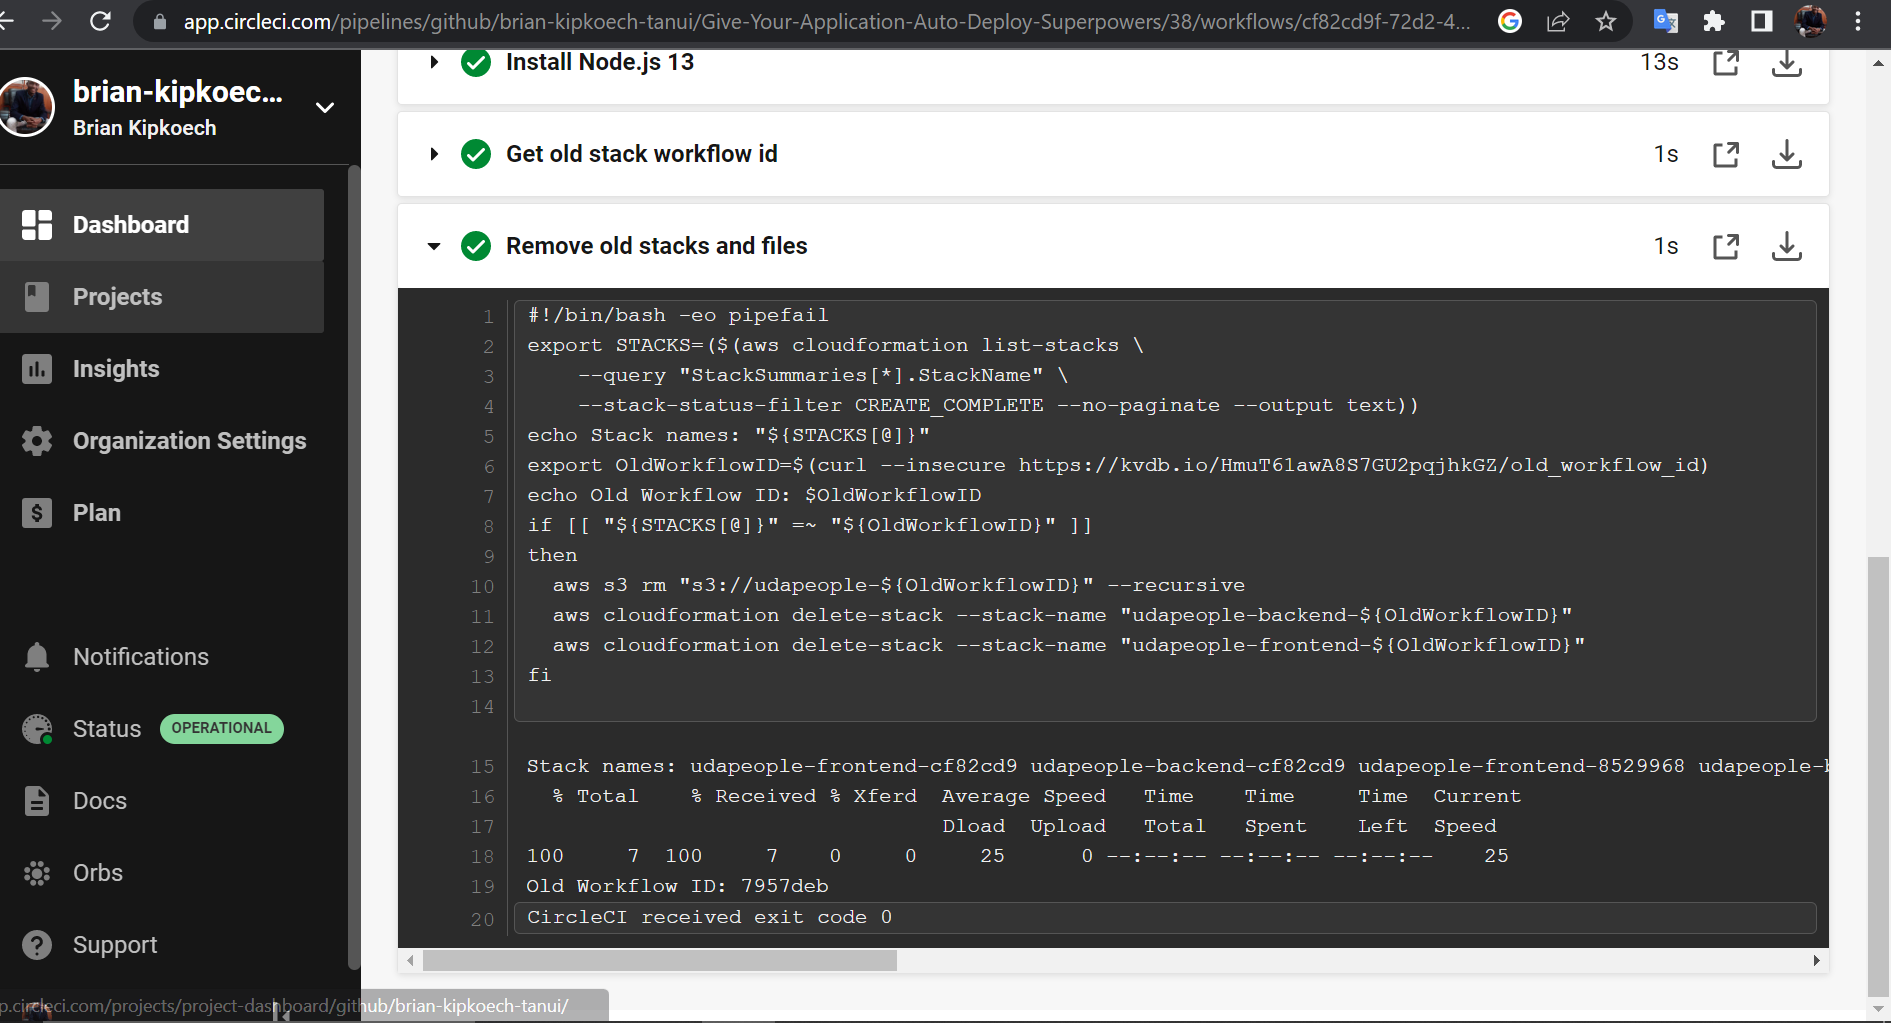 app.circleci.com/pipelines/github/brian-kipkoech-tanui/Give-Your-Application-Auto-Deploy-Superpowers/38/workflows/cf82cd9f-72d2-4...
brian-kipkoec...
Brian Kipkoech
Dashboard
Projects
Insights
Organization Settings
Plan
Notifications
Status OPERATIONAL
Docs
Orbs
Support
p.circleci.com/projects/project-dashboard/github/brian-kipkoech-tanui/
Install Node.js 13 13s
Get old stack workflow id 1s
Remove old stacks and files 1s
1 #!/bin/bash -eo pipefail
2 export STACKS=($(aws cloudformation list-stacks \
3     --query "StackSummaries[*].StackName" \
4     --stack-status-filter CREATE_COMPLETE --no-paginate --output text))
5 echo Stack names: "${STACKS[@]}"
6 export OldWorkflowID=$(curl --insecure https://kvdb.io/HmuT61awA8S7GU2pqjhkGZ/old_workflow_id)
7 echo Old Workflow ID: $OldWorkflowID
8 if [[ "${STACKS[@]}" =~ "${OldWorkflowID}" ]]
9 then
10   aws s3 rm "s3://udapeople-${OldWorkflowID}" --recursive
11   aws cloudformation delete-stack --stack-name "udapeople-backend-${OldWorkflowID}"
12   aws cloudformation delete-stack --stack-name "udapeople-frontend-${OldWorkflowID}"
13 fi
14
15 Stack names: udapeople-frontend-cf82cd9 udapeople-backend-cf82cd9 udapeople-frontend-8529968 udapeople-b
16   % Total    % Received % Xferd  Average Speed   Time    Time     Time  Current
17                                  Dload  Upload   Total   Spent    Left  Speed
18 100     7  100     7    0     0     25      0 --:--:-- --:--:-- --:--:--    25
19 Old Workflow ID: 7957deb
20 CircleCI received exit code 0